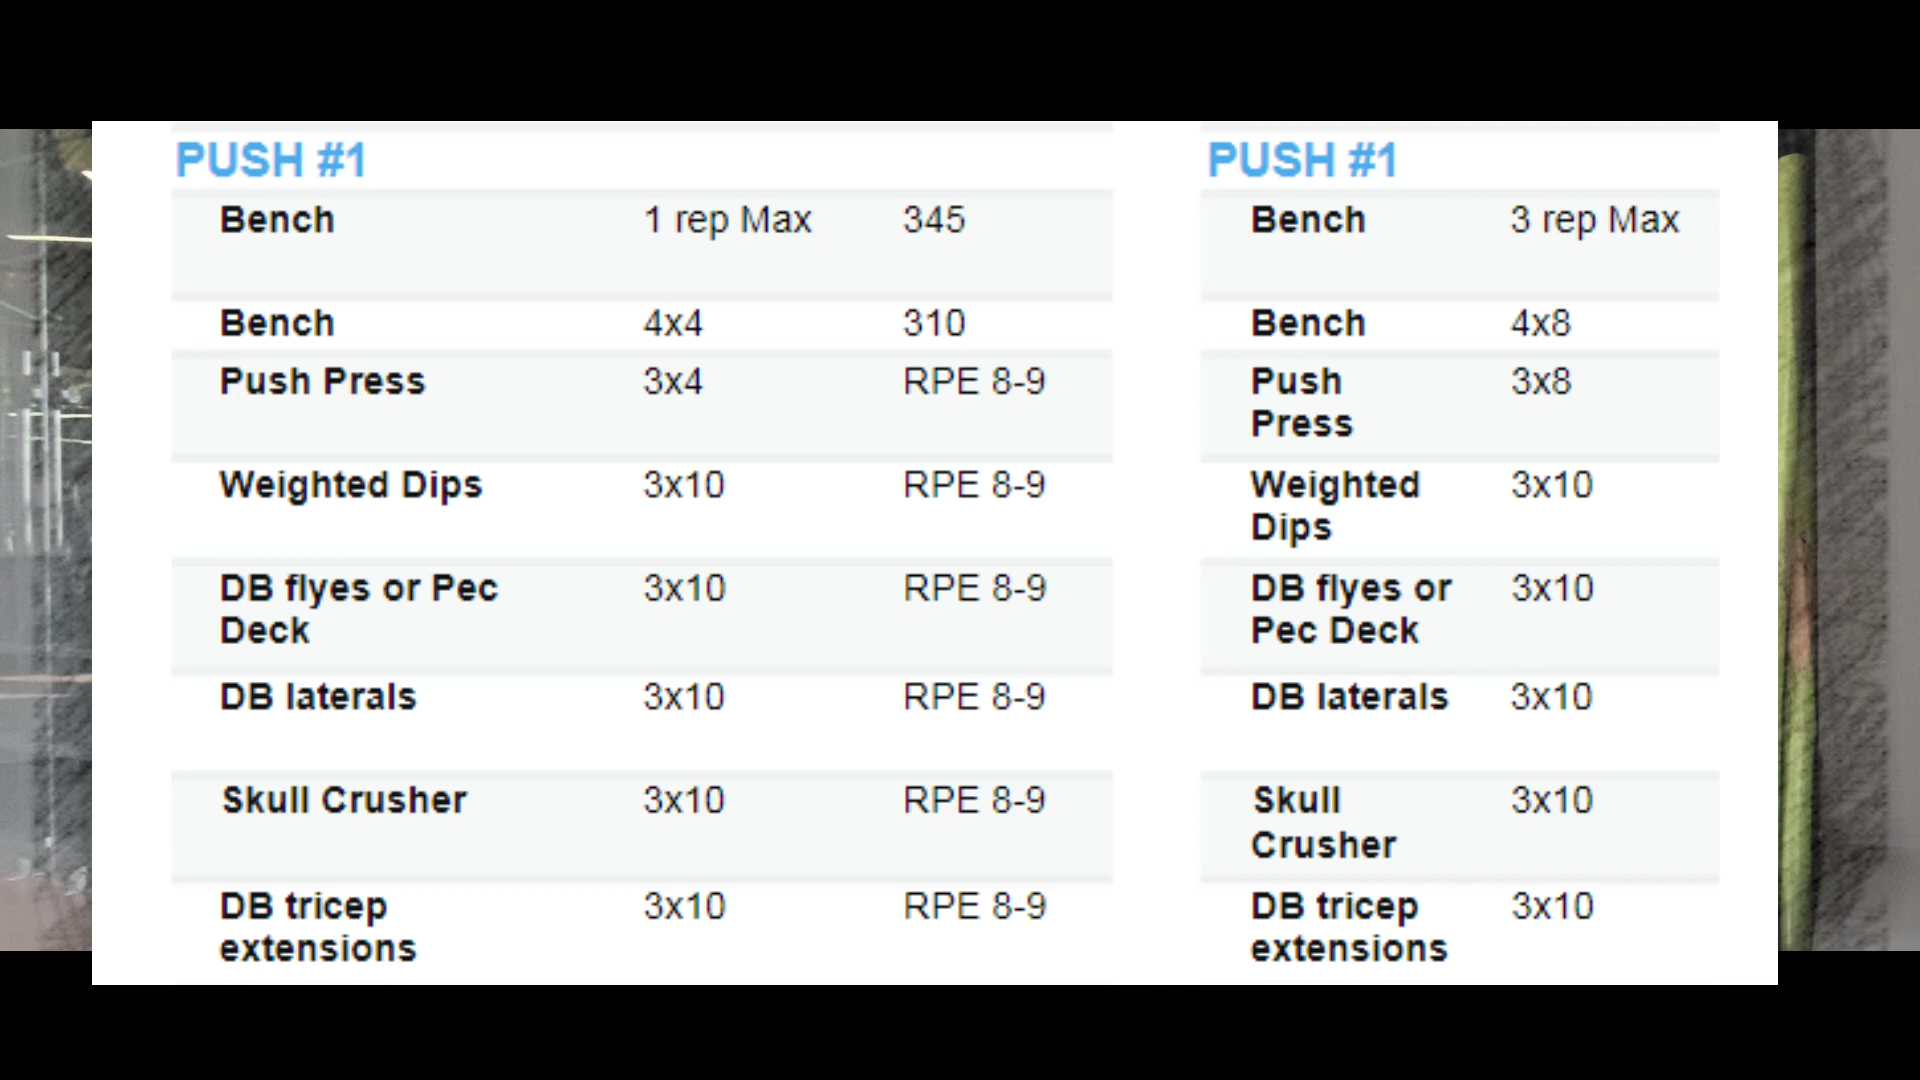 PUSH #1
Bench 1 rep Max 345
Bench 4x4 310
Push Press 3x4 RPE 8-9
Weighted Dips 3x10 RPE 8-9
DB flyes or Pec 3x10 RPE 8-9
Deck
DB laterals 3x10 RPE 8-9
Skull Crusher 3x10 RPE 8-9
DB tricep 3x10 RPE 8-9
extensions
PUSH #1
Bench 3 rep Max
Bench 4x8
Push 3x8
Press
Weighted 3x10
Dips
DB flyes or 3x10
Pec Deck
DB laterals 3x10
Skull 3x10
Crusher
DB tricep 3x10
extensions